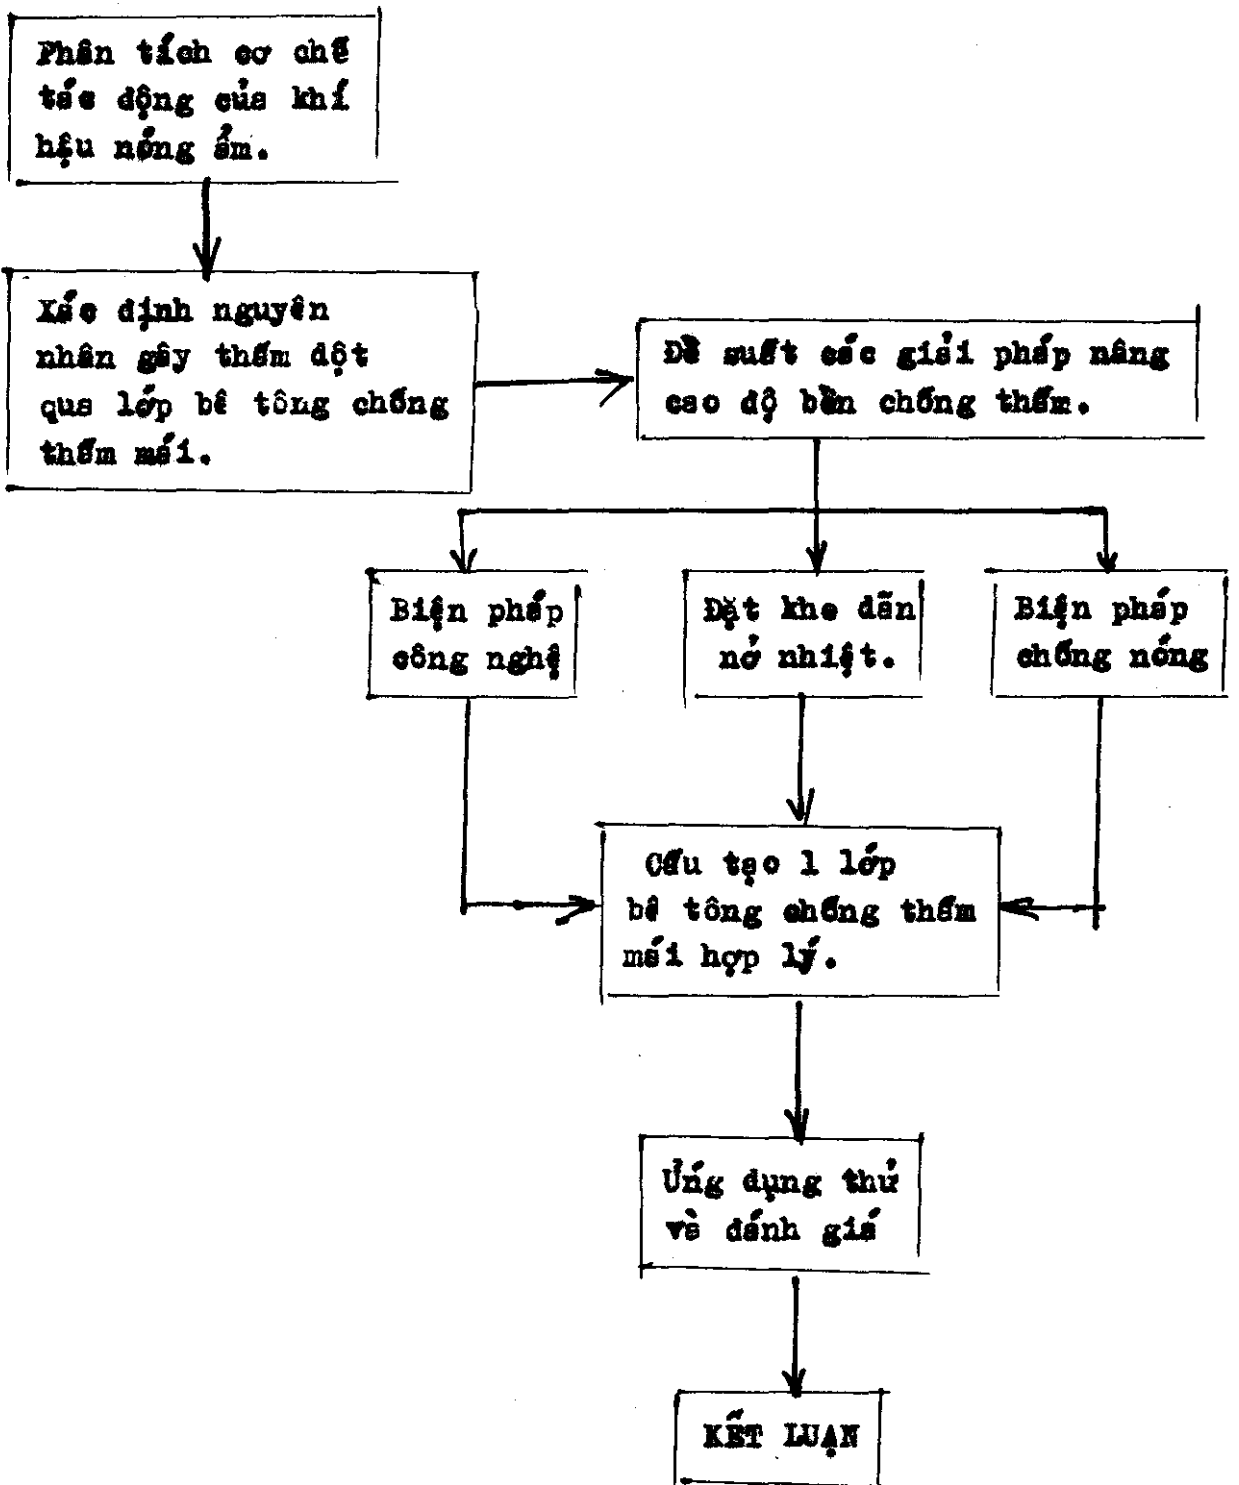 Phân tích cơ chế
tác động của khí
hậu nóng ẩm.
Xác định nguyên
nhân gây thấm dột
qua lớp bê tông chống
thấm mái.
Đề suất các giải pháp nâng
cao độ bền chống thấm.
Biện pháp
công nghệ
Đặt khe dãn
nở nhiệt.
Biện pháp
chống nóng
Cấu tạo 1 lớp
bê tông chống thấm
mái hợp lý.
Ứng dụng thử
và đánh giá
KẾT LUẬN